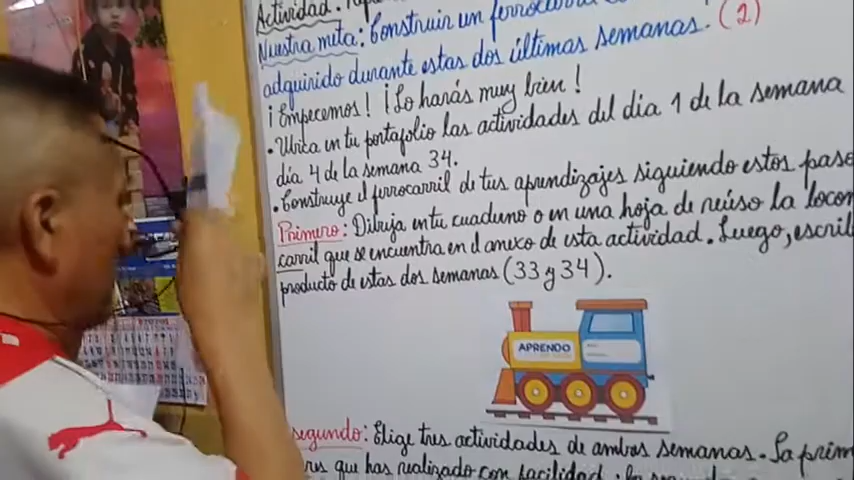 Actividad:
Nuestra meta: Construir un ferrocarril
adquirido durante estas dos últimas semanas. (2)
¡Empecemos! ¡Lo harás muy bien!
• Ubica en tu portafolio las actividades del día 1 de la semana
día 4 de la semana 34.
• Construye el ferrocarril de tus aprendizajes siguiendo estos
Primero: Dibuja en tu cuaderno o en una hoja de reúso la
carril que se encuentra en el anexo de esta actividad. Luego, escribe
producto de estas dos semanas (33 y 34).
APRENDO
Segundo: Elige tres actividades de ambas semanas. La
que has realizado con facilidad; la